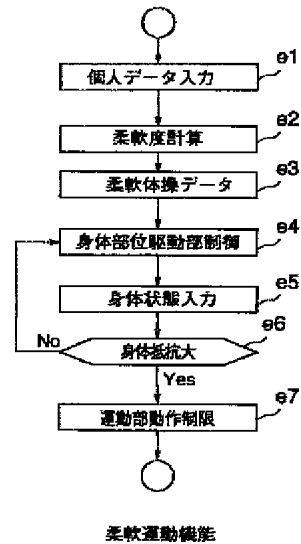 e1
個人データ入力
e2
柔軟度計算
e3
柔軟体操データ
e4
身体部位駆動部制御
e5
身体状態入力
e6
No
身体抵抗大
Yes
e7
運動部動作制限
柔軟運動機能